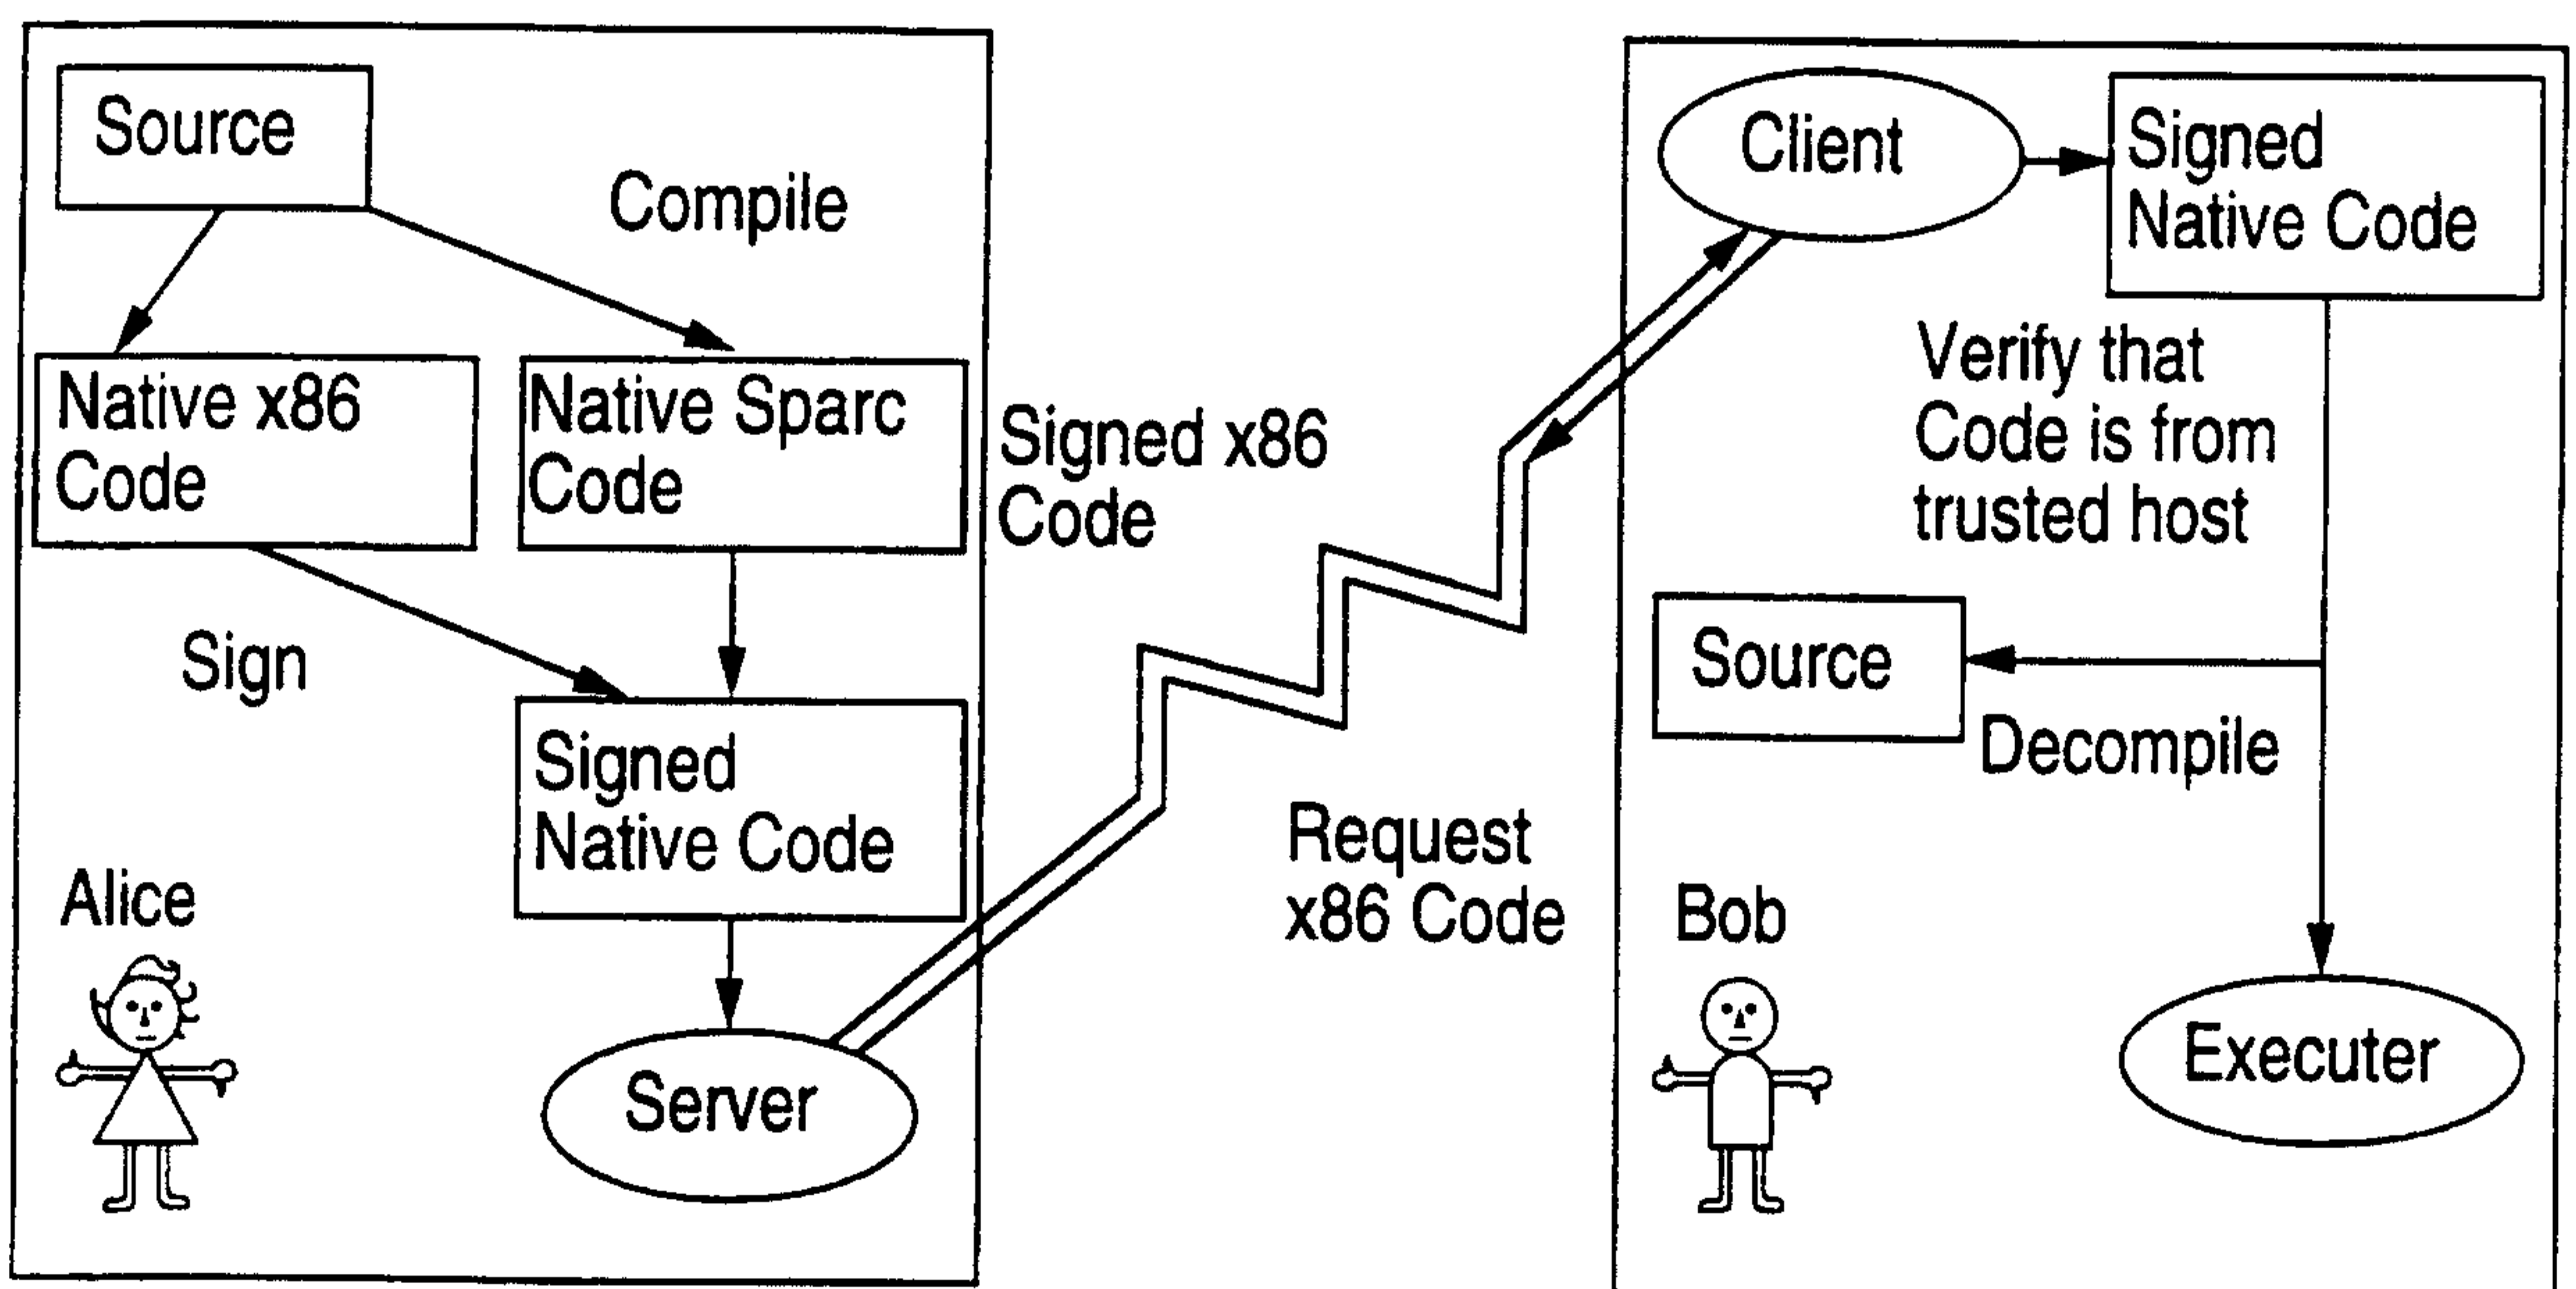 Source
Compile
Native x86
Code
Native Sparc
Code
Sign
Signed
Native Code
Alice
Server
Signed x86
Code
Request
x86 Code
Client
Signed
Native Code
Verify that
Code is from
trusted host
Source
Decompile
Bob
Executer